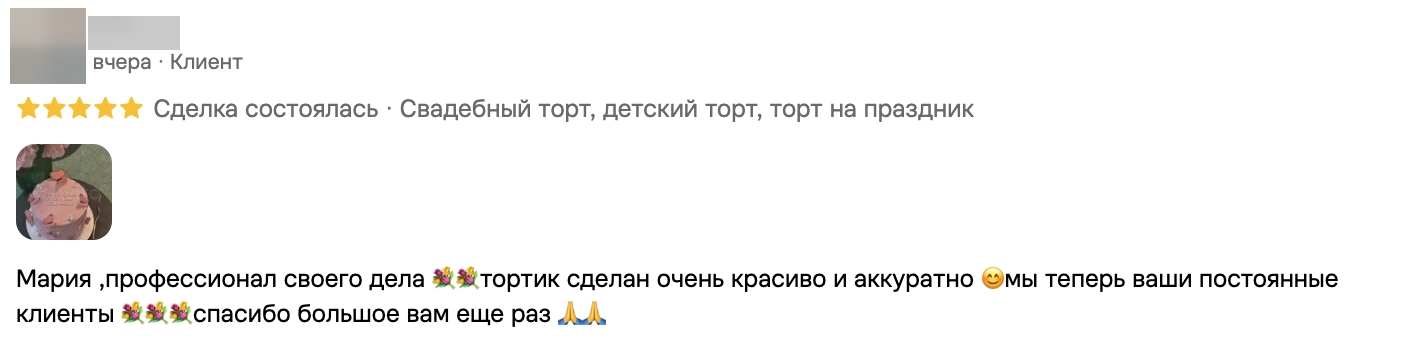 вчера · Клиент
Сделка состоялась · Свадебный торт, детский торт, торт на праздник
Мария ,профессионал своего дела 💐💐тортик сделан очень красиво и аккуратно 😊мы теперь ваши постоянные
клиенты 💐💐💐спасибо большое вам еще раз 🙏🙏